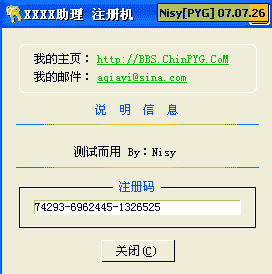 XXXX助理 注册机
Nisy[PYG] 07.07.26
我的主页： http://BBS.ChinPYG.CoM
我的邮件： aqiayi@sina.com
说 明 信 息
测试而用 By：Nisy
注册码
74293-6962445-1326525
关闭(C)